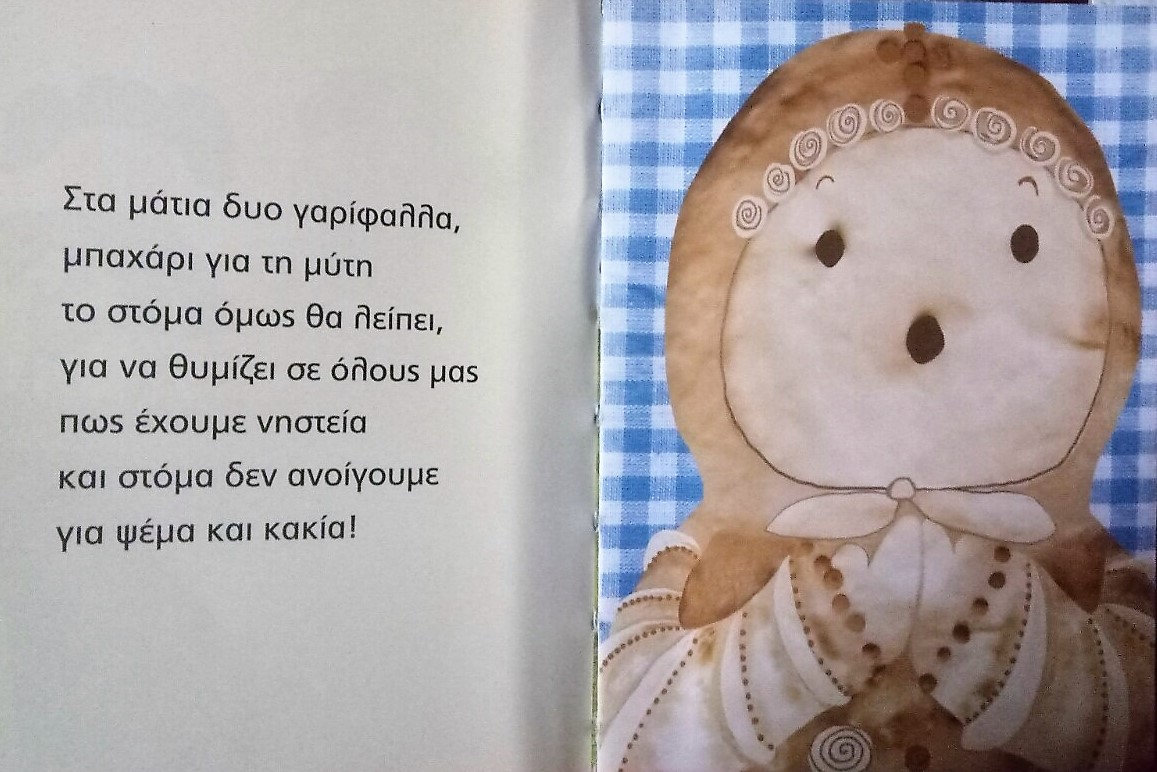 Στα μάτια δυο γαρίφαλλα,
μπαχάρι για τη μύτη
το στόμα όμως θα λείπει,
για να θυμίζει σε όλους μας
πως έχουμε νηστεία
και στόμα δεν ανοίγουμε
για ψέμα και κακία!